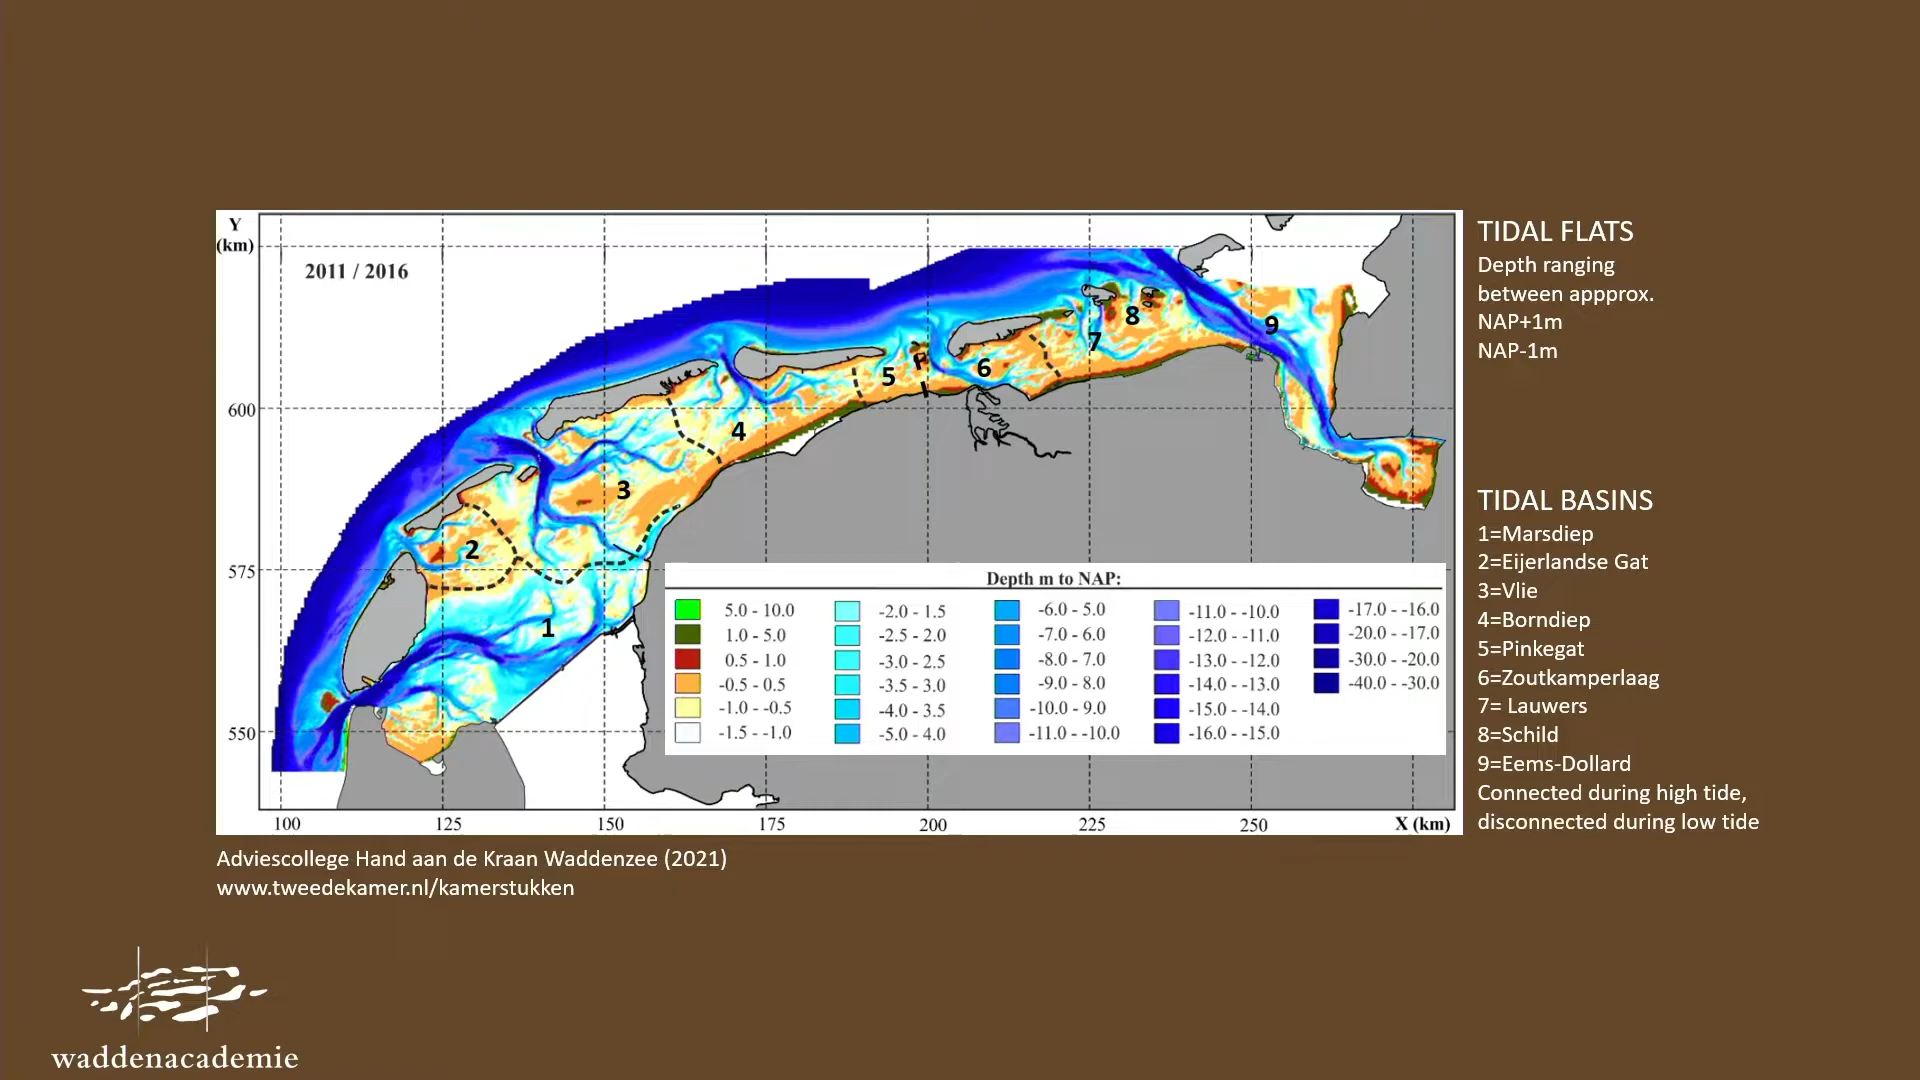 Y
(km)
2011 / 2016
600
575
550
100 125 150 175 200 225 250 X (km)
1
2
3
4
5
6
7
8
9
Depth m to NAP:
5.0 - 10.0
1.0 - 5.0
0.5 - 1.0
-0.5 - 0.5
-1.0 - -0.5
-1.5 - -1.0
-2.0 - 1.5
-2.5 - 2.0
-3.0 - 2.5
-3.5 - 3.0
-4.0 - 3.5
-5.0 - 4.0
-6.0 - 5.0
-7.0 - 6.0
-8.0 - 7.0
-9.0 - 8.0
-10.0 - 9.0
-11.0 - -10.0
-11.0 - -10.0
-12.0 - -11.0
-13.0 - -12.0
-14.0 - -13.0
-15.0 - -14.0
-16.0 - -15.0
-17.0 - -16.0
-20.0 - -17.0
-30.0 - -20.0
-40.0 - -30.0
TIDAL FLATS
Depth ranging
between appprox.
NAP+1m
NAP-1m
TIDAL BASINS
1=Marsdiep
2=Eijerlandse Gat
3=Vlie
4=Borndiep
5=Pinkegat
6=Zoutkamperlaag
7= Lauwers
8=Schild
9=Eems-Dollard
Connected during high tide,
disconnected during low tide
Adviescollege Hand aan de Kraan Waddenzee (2021)
www.tweedekamer.nl/kamerstukken
waddenacademie